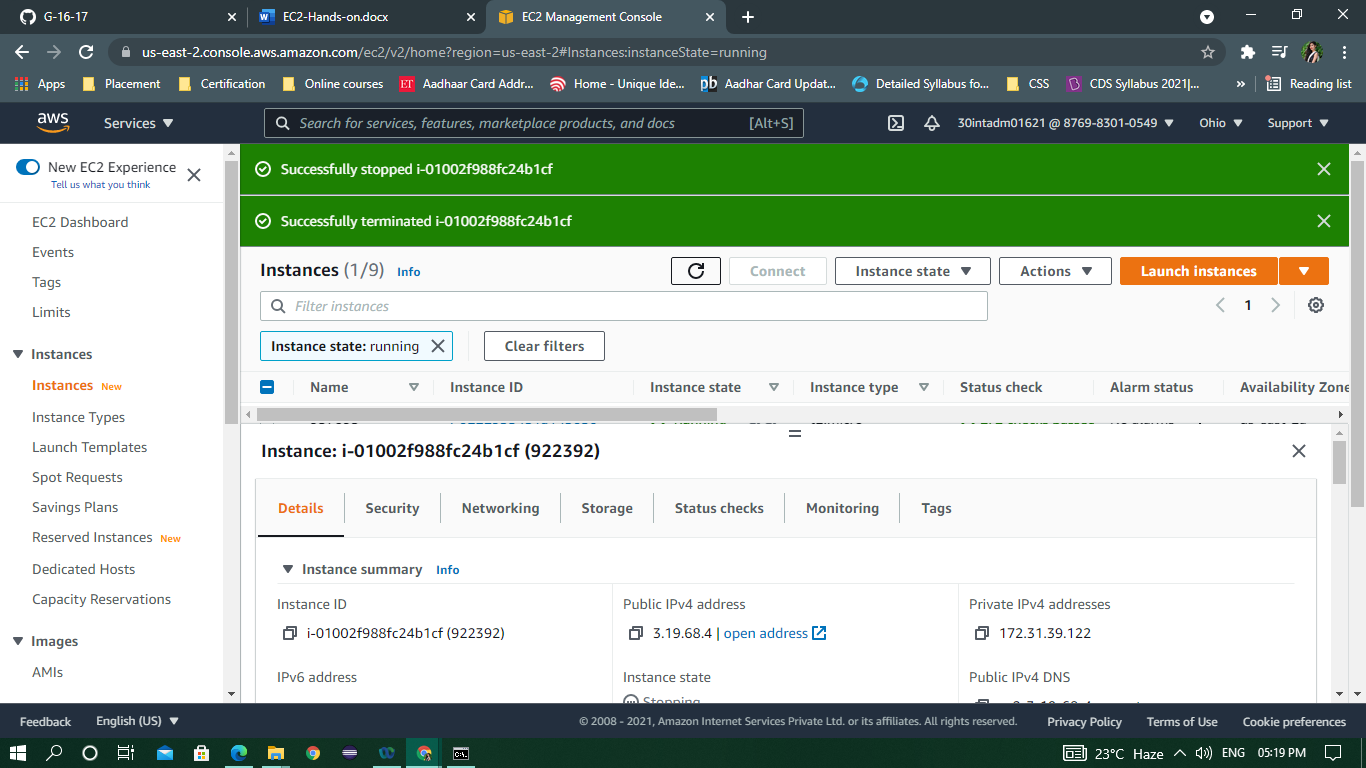 G-16-17
EC2-Hands-on.docx
EC2 Management Console
us-east-2.console.aws.amazon.com/ec2/v2/home?region=us-east-2#Instances:instanceState=running
Apps
Placement
Certification
Online courses
ET
Aadhaar Card Addr...
Home - Unique Ide...
pb
Aadhar Card Updat...
Detailed Syllabus fo...
CSS
CDS Syllabus 2021|...
»
Reading list
aws
Services
Search for services, features, marketplace products, and docs [Alt+S]
30intadm01621 @ 8769-8301-0549
Ohio
Support
New EC2 Experience
Tell us what you think
EC2 Dashboard
Events
Tags
Limits
Instances
Instances New
Instance Types
Launch Templates
Spot Requests
Savings Plans
Reserved Instances New
Dedicated Hosts
Capacity Reservations
Images
AMIs
Successfully stopped i-01002f988fc24b1cf
Successfully terminated i-01002f988fc24b1cf
Instances (1/9) Info
Connect
Instance state
Actions
Launch instances
Filter instances
1
Instance state: running
Clear filters
Name
Instance ID
Instance state
Instance type
Status check
Alarm status
Availability Zone
Instance: i-01002f988fc24b1cf (922392)
Details
Security
Networking
Storage
Status checks
Monitoring
Tags
Instance summary Info
Instance ID
i-01002f988fc24b1cf (922392)
Public IPv4 address
3.19.68.4 | open address
Private IPv4 addresses
172.31.39.122
IPv6 address
Instance state
Stopping
Public IPv4 DNS
Feedback
English (US)
© 2008 - 2021, Amazon Internet Services Private Ltd. or its affiliates. All rights reserved.
Privacy Policy
Terms of Use
Cookie preferences
23°C Haze
ENG
05:19 PM